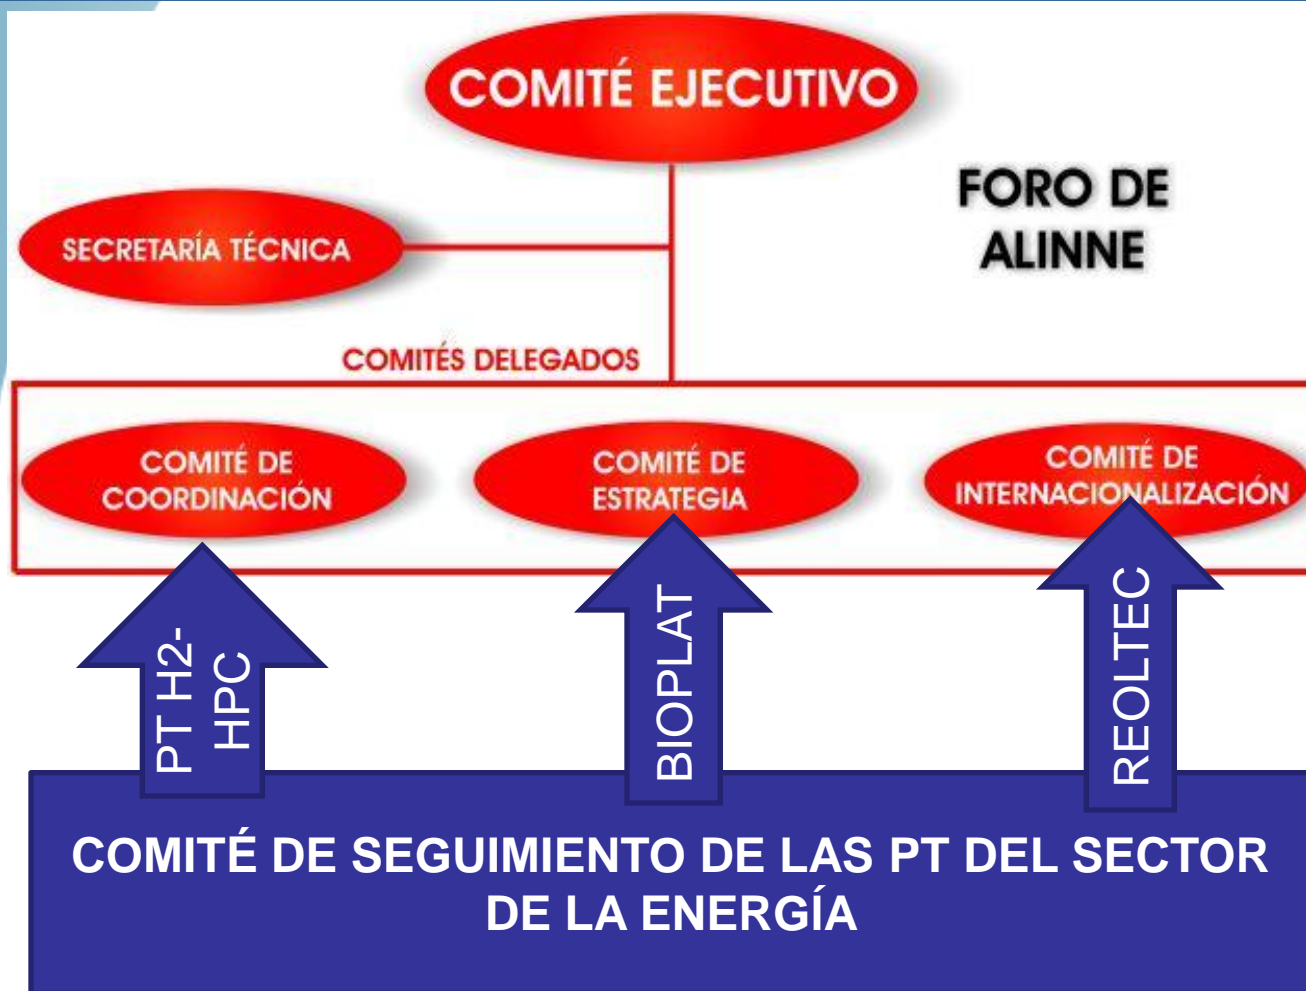 COMITÉ EJECUTIVO
FORO DE
ALINNE
SECRETARÍA TÉCNICA
COMITÉS DELEGADOS
COMITÉ DE
COORDINACIÓN
COMITÉ DE
ESTRATEGIA
COMITÉ DE
INTERNACIONALIZACIÓN
PT H2-
HPC
BIOPLAT
REOLTEC
COMITÉ DE SEGUIMIENTO DE LAS PT DEL SECTOR
DE LA ENERGÍA